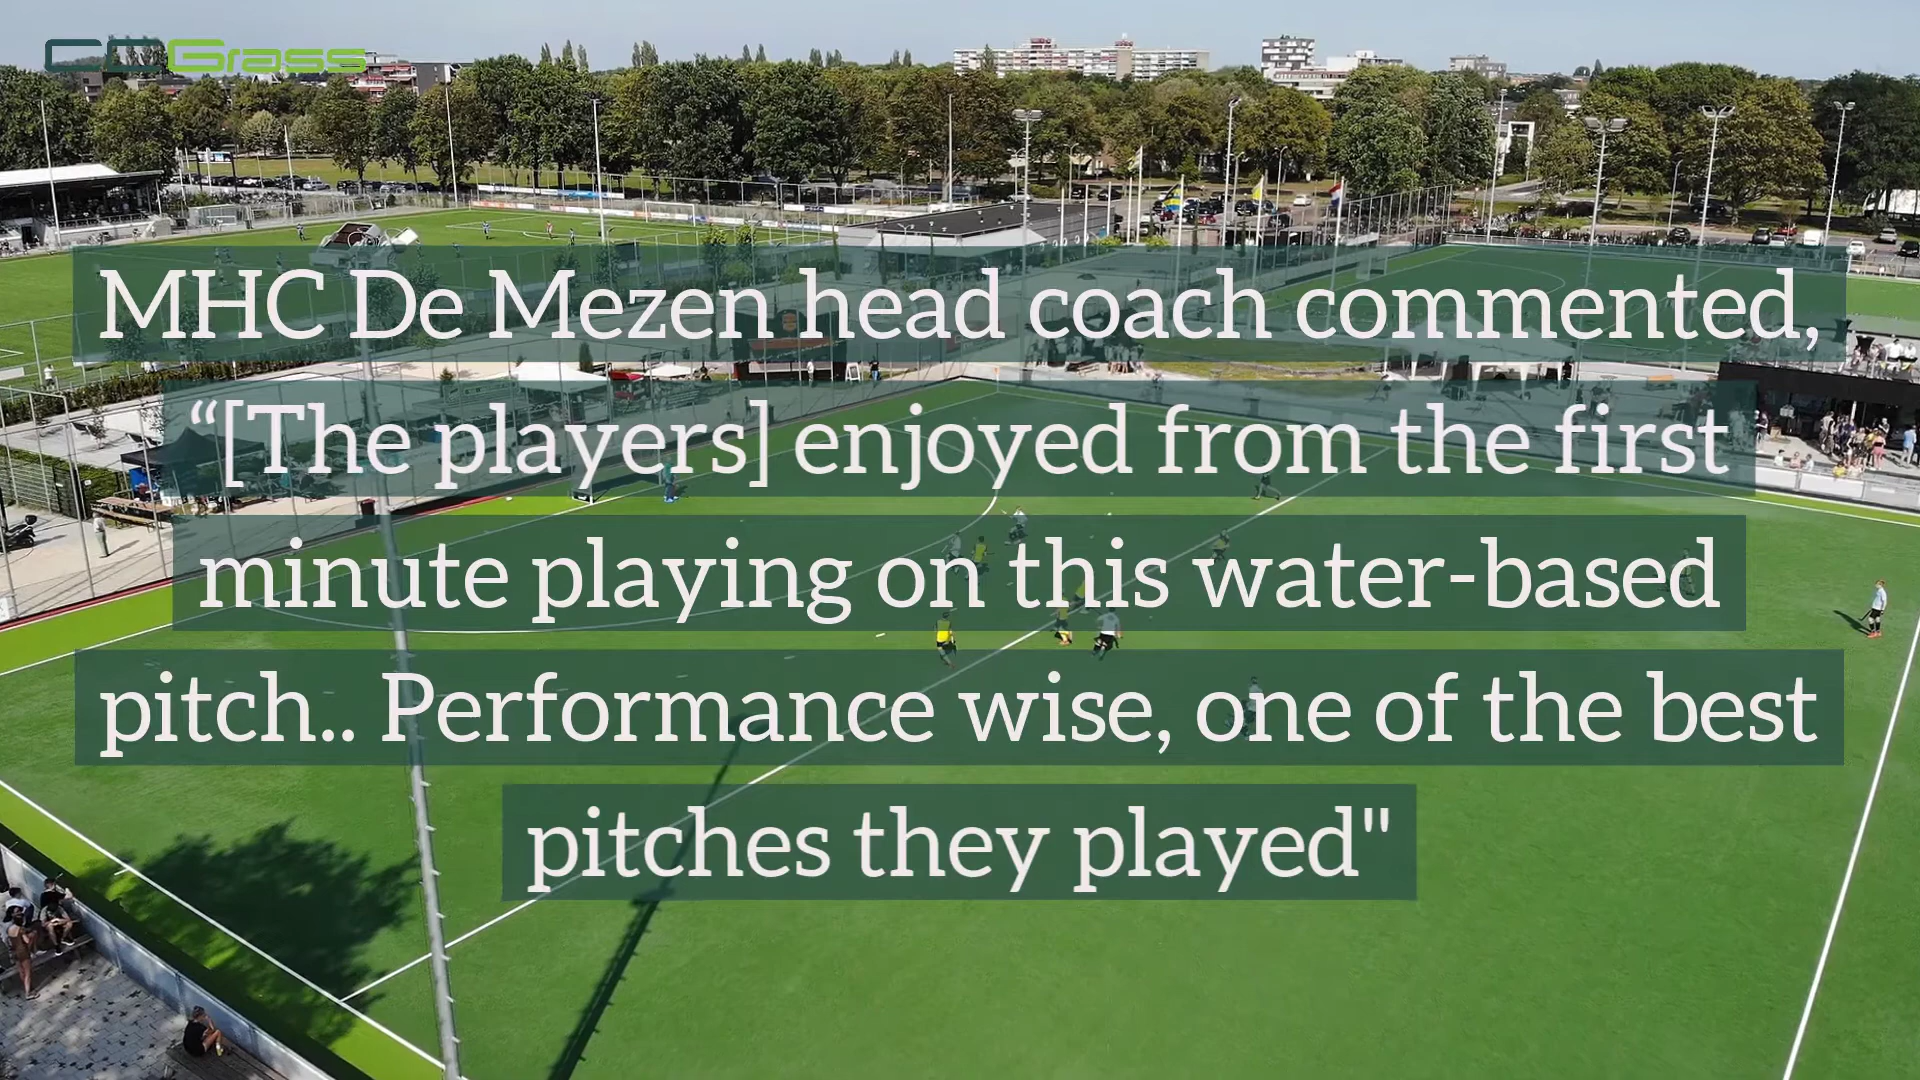 CCGrass
MHC De Mezen head coach commented,
“[The players] enjoyed from the first
minute playing on this water-based
pitch.. Performance wise, one of the best
pitches they played"